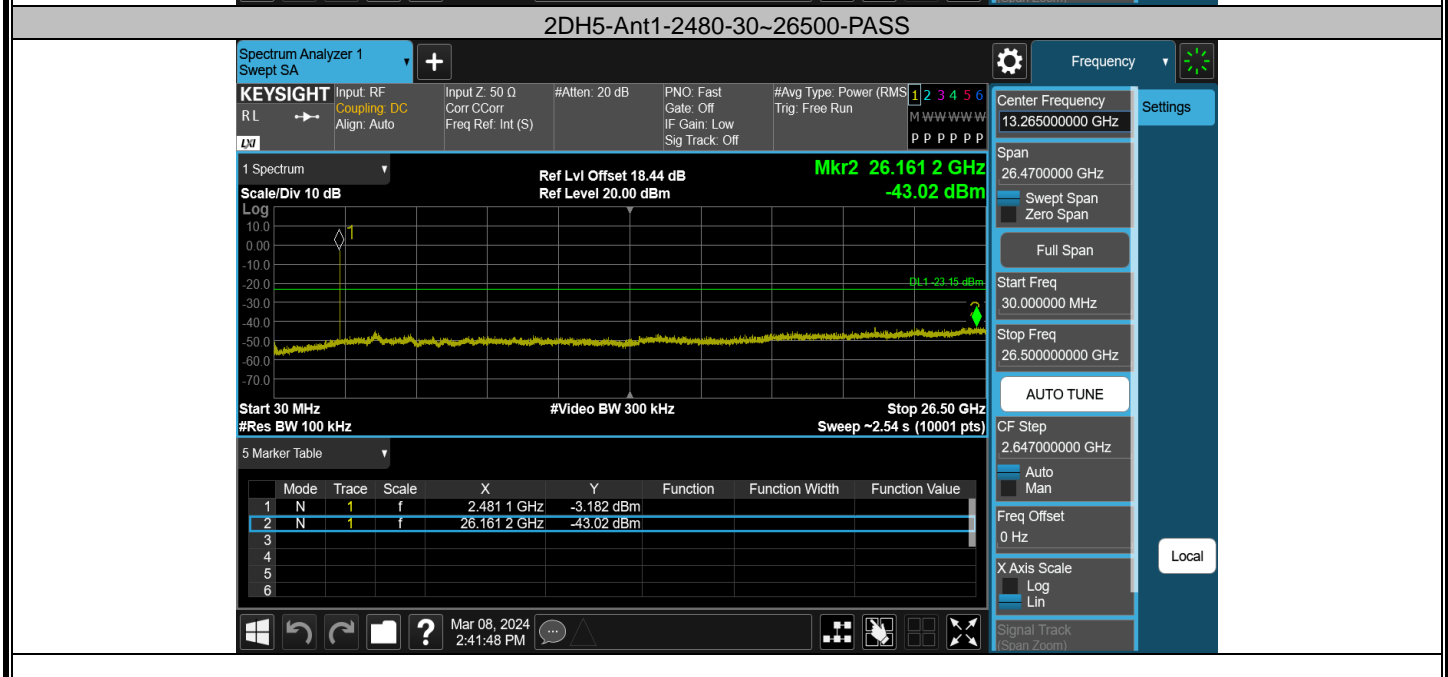 2DH5-Ant1-2480-30~26500-PASS
Spectrum Analyzer 1
Swept SA
Frequency
KEYSIGHT
RL
LXI
Input: RF
Coupling: DC
Align: Auto
Input Z: 50 Ω
Corr CCorr
Freq Ref: Int (S)
#Atten: 20 dB
PNO: Fast
Gate: Off
IF Gain: Low
Sig Track: Off
#Avg Type: Power (RMS
Trig: Free Run
1 2 3 4 5 6
M W W W W W
P P P P P P
1 Spectrum
Scale/Div 10 dB
Ref Lvl Offset 18.44 dB
Ref Level 20.00 dBm
Mkr2 26.161 2 GHz
-43.02 dBm
Log
10.0
0.00
-10.0
-20.0
-30.0
-40.0
-50.0
-60.0
-70.0
1
DL1 -23.15 dBm
2
Start 30 MHz
#Res BW 100 kHz
#Video BW 300 kHz
Stop 26.50 GHz
Sweep ~2.54 s (10001 pts)
5 Marker Table
Mode Trace Scale X Y Function Function Width Function Value
1 N 1 f 2.481 1 GHz -3.182 dBm
2 N 1 f 26.161 2 GHz -43.02 dBm
3
4
5
6
Mar 08, 2024
2:41:48 PM
Center Frequency
13.265000000 GHz
Settings
Span
26.4700000 GHz
Swept Span
Zero Span
Full Span
Start Freq
30.000000 MHz
Stop Freq
26.500000000 GHz
AUTO TUNE
CF Step
2.647000000 GHz
Auto
Man
Freq Offset
0 Hz
X Axis Scale
Log
Lin
Local
Signal Track
(Span Zoom)